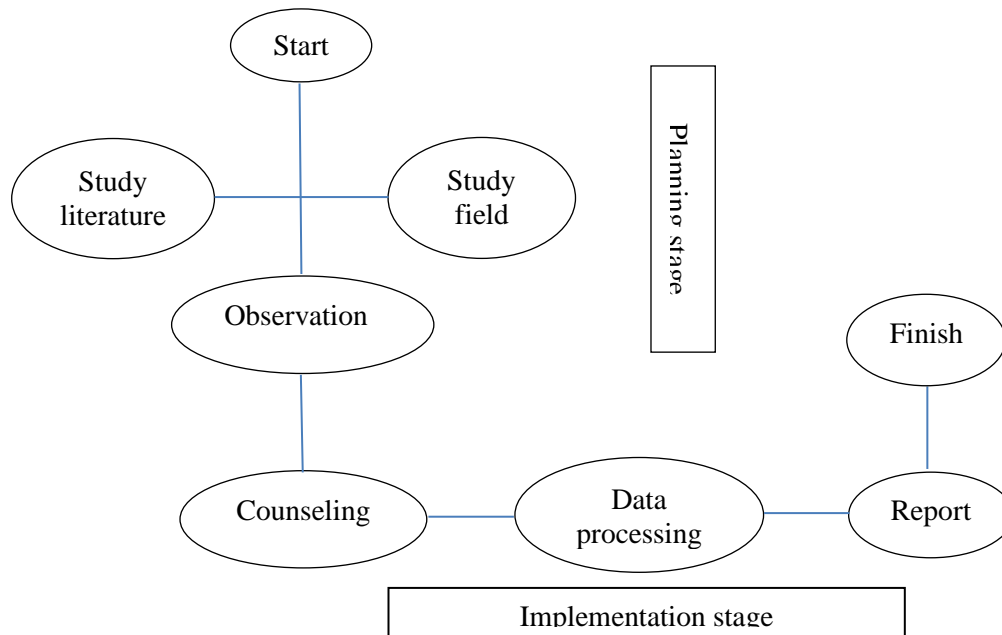 Start
Study
literature
Study
field
Planning stage
Observation
Finish
Counseling
Data
processing
Report
Implementation stage